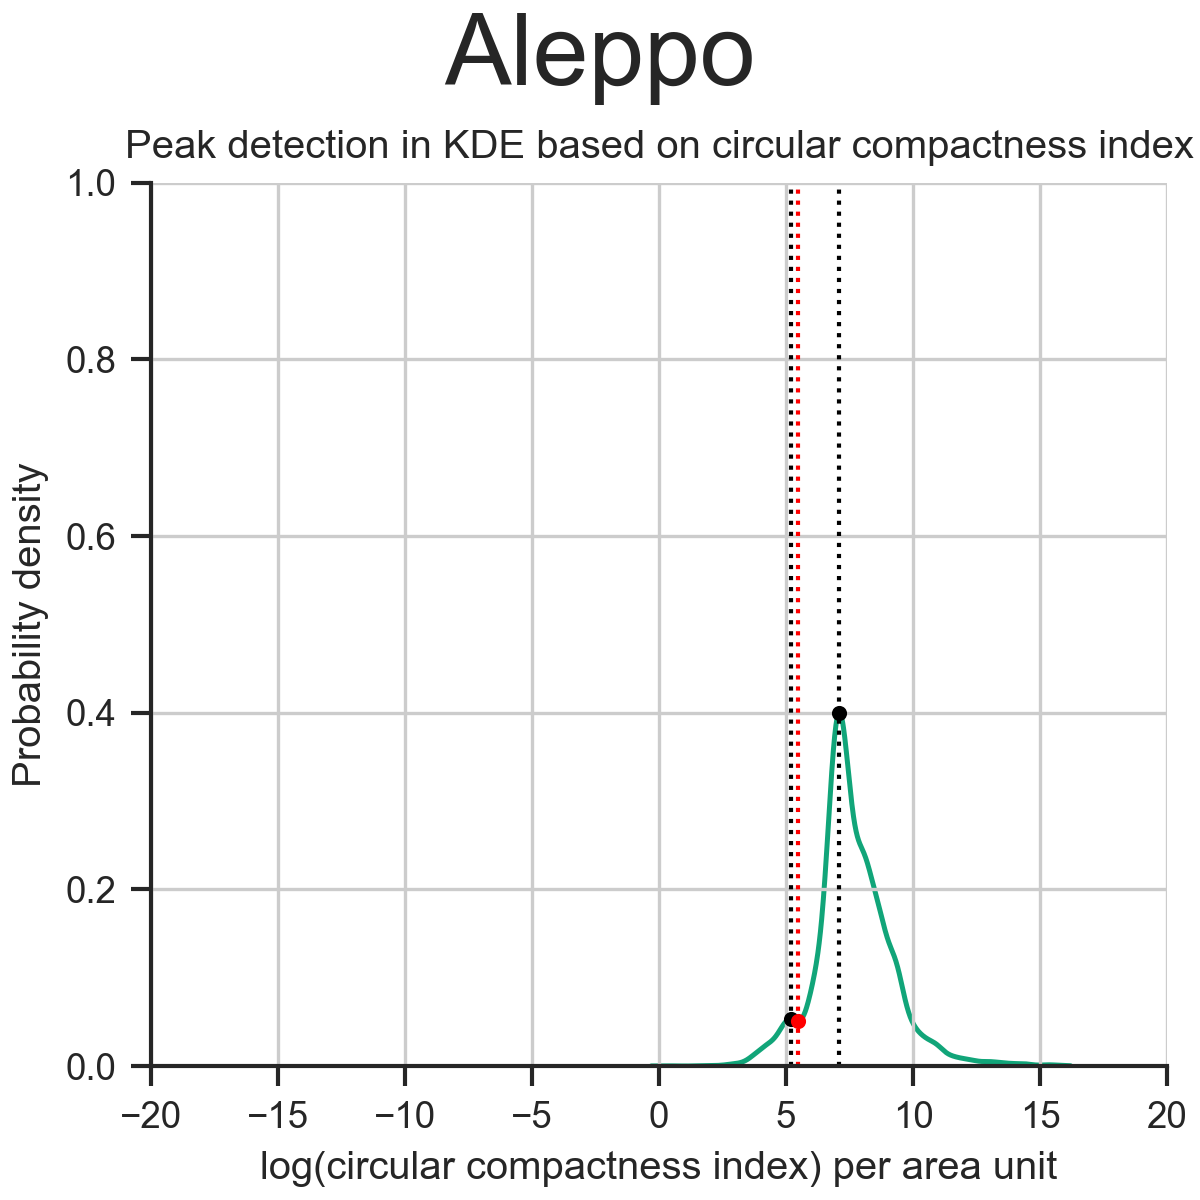 Aleppo
Peak detection in KDE based on circular compactness index
1.0
0.8
0.6
0.4
0.2
0.0
Probability density
−20 −15 −10 −5 0 5 10 15 20
log(circular compactness index) per area unit